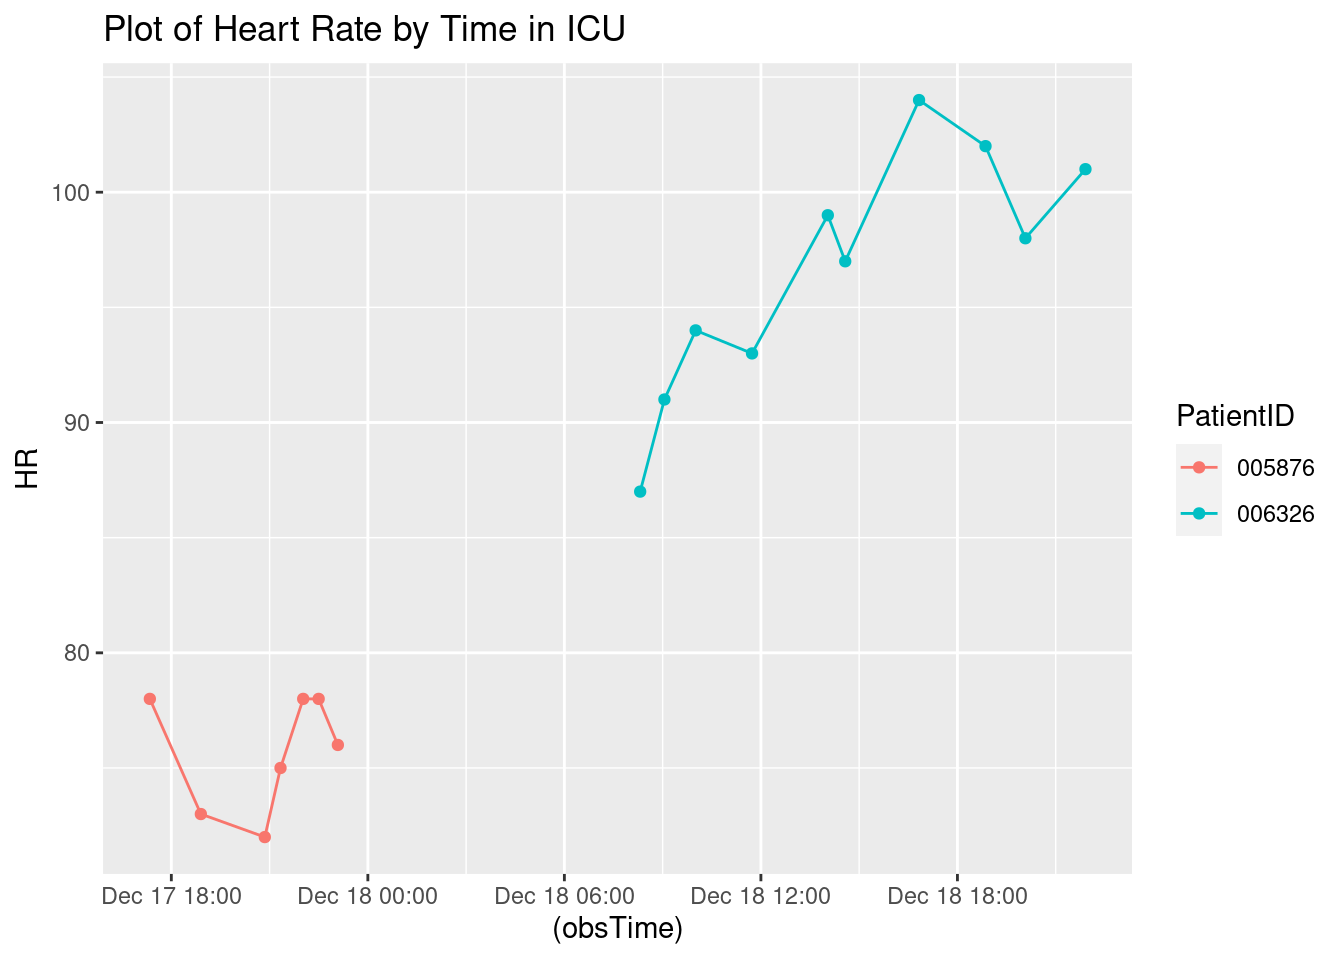 Plot of Heart Rate by Time in ICU
100
90
80
HR
Dec 17 18:00 Dec 18 00:00 Dec 18 06:00 Dec 18 12:00 Dec 18 18:00
(obsTime)
PatientID
005876
006326